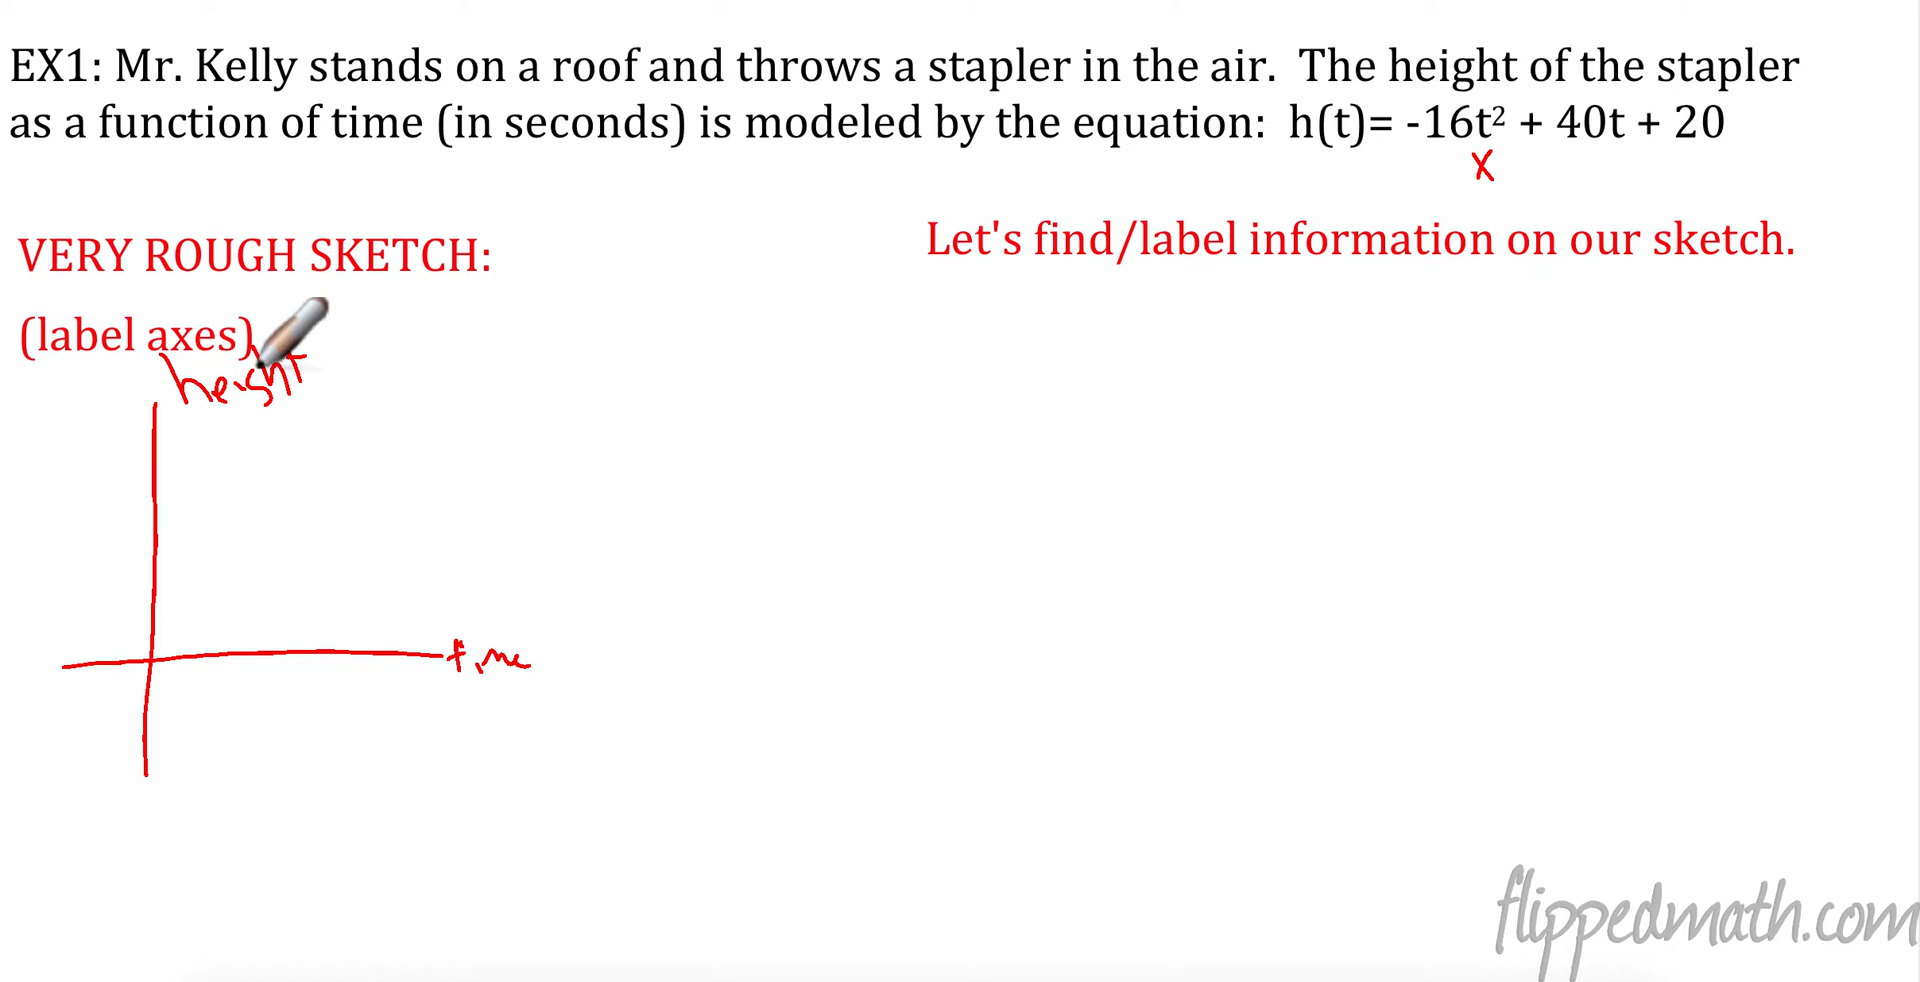 EX1: Mr. Kelly stands on a roof and throws a stapler in the air. The height of the stapler
as a function of time (in seconds) is modeled by the equation: h(t)= -16t² + 40t + 20
x
VERY ROUGH SKETCH:
Let's find/label information on our sketch.
(label axes)
height
time
flippedmath.com